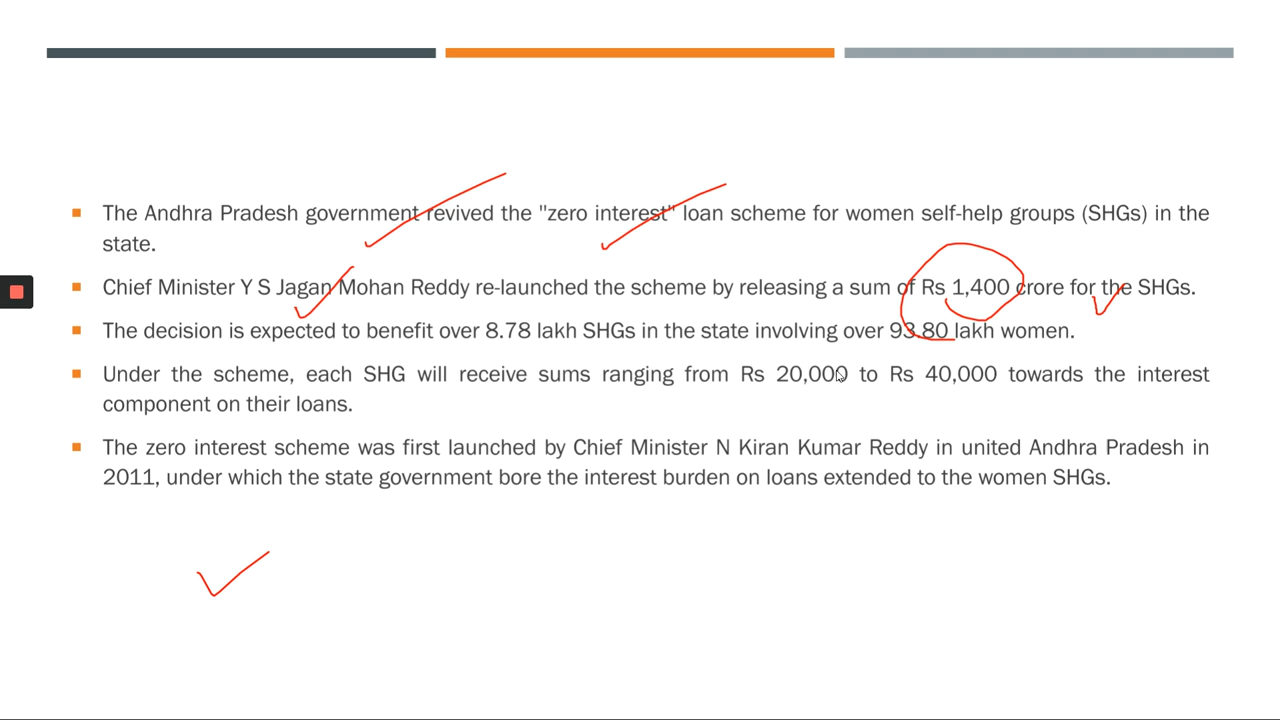 The Andhra Pradesh government revived the "zero interest" loan scheme for women self-help groups (SHGs) in the
state.
Chief Minister Y S Jagan Mohan Reddy re-launched the scheme by releasing a sum of Rs 1,400 crore for the SHGs.
The decision is expected to benefit over 8.78 lakh SHGs in the state involving over 93.80 lakh women.
Under the scheme, each SHG will receive sums ranging from Rs 20,000 to Rs 40,000 towards the interest
component on their loans.
The zero interest scheme was first launched by Chief Minister N Kiran Kumar Reddy in united Andhra Pradesh in
2011, under which the state government bore the interest burden on loans extended to the women SHGs.